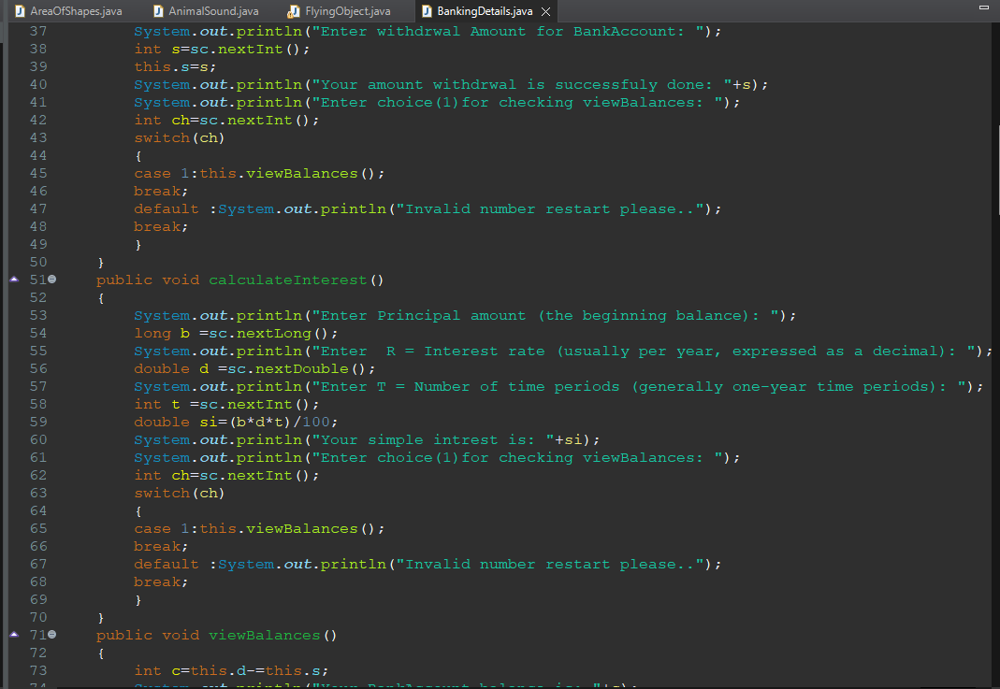 AreaOfShapes.java AnimalSound.java FlyingObject.java BankingDetails.java
37 System.out.println("Enter withdrwal Amount for BankAccount: ");
38 int s=sc.nextInt();
39 this.s=s;
40 System.out.println("Your amount withdrwal is successfuly done: "+s);
41 System.out.println("Enter choice(1)for checking viewBalances: ");
42 int ch=sc.nextInt();
43 switch(ch)
44 {
45 case 1:this.viewBalances();
46 break;
47 default :System.out.println("Invalid number restart please..");
48 break;
49 }
50 }
51 public void calculateInterest()
52 {
53 System.out.println("Enter Principal amount (the beginning balance): ");
54 long b =sc.nextLong();
55 System.out.println("Enter  R = Interest rate (usually per year, expressed as a decimal): ");
56 double d =sc.nextDouble();
57 System.out.println("Enter T = Number of time periods (generally one-year time periods): ");
58 int t =sc.nextInt();
59 double si=(b*d*t)/100;
60 System.out.println("Your simple intrest is: "+si);
61 System.out.println("Enter choice(1)for checking viewBalances: ");
62 int ch=sc.nextInt();
63 switch(ch)
64 {
65 case 1:this.viewBalances();
66 break;
67 default :System.out.println("Invalid number restart please..");
68 break;
69 }
70 }
71 public void viewBalances()
72 {
73 int c=this.d-=this.s;
74 System.out.println("Your BankAccount balance is: "+c);